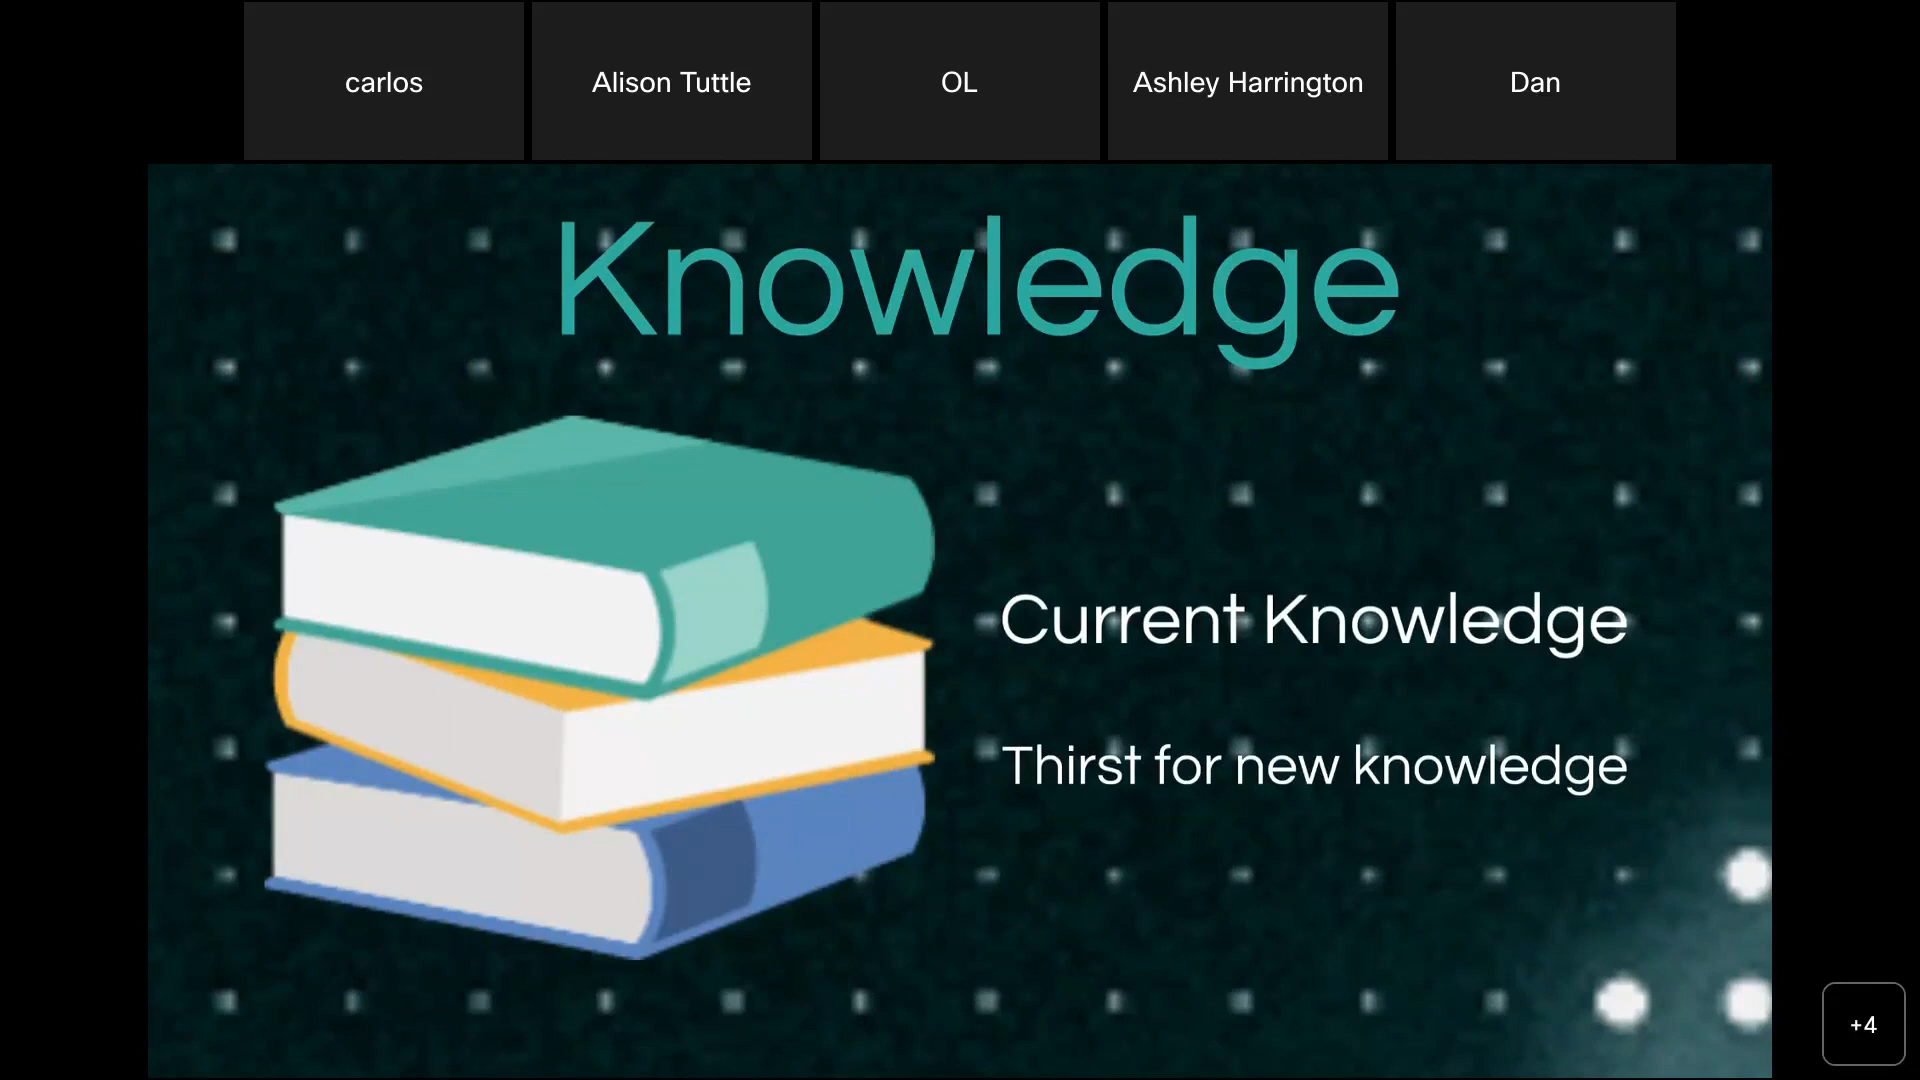 carlos
Alison Tuttle
OL
Ashley Harrington
Dan
Knowledge
Current Knowledge
Thirst for new knowledge
+4